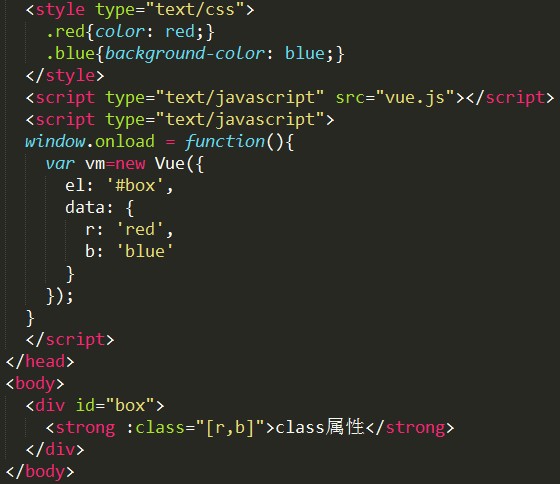 <style type="text/css">
.red{color: red;}
.blue{background-color: blue;}
</style>
<script type="text/javascript" src="vue.js"></script>
<script type="text/javascript">
window.onload = function(){
var vm=new Vue({
el: '#box',
data: {
r: 'red',
b: 'blue'
}
});
}
</script>
</head>
<body>
<div id="box">
<strong :class="[r,b]">class属性</strong>
</div>
</body>